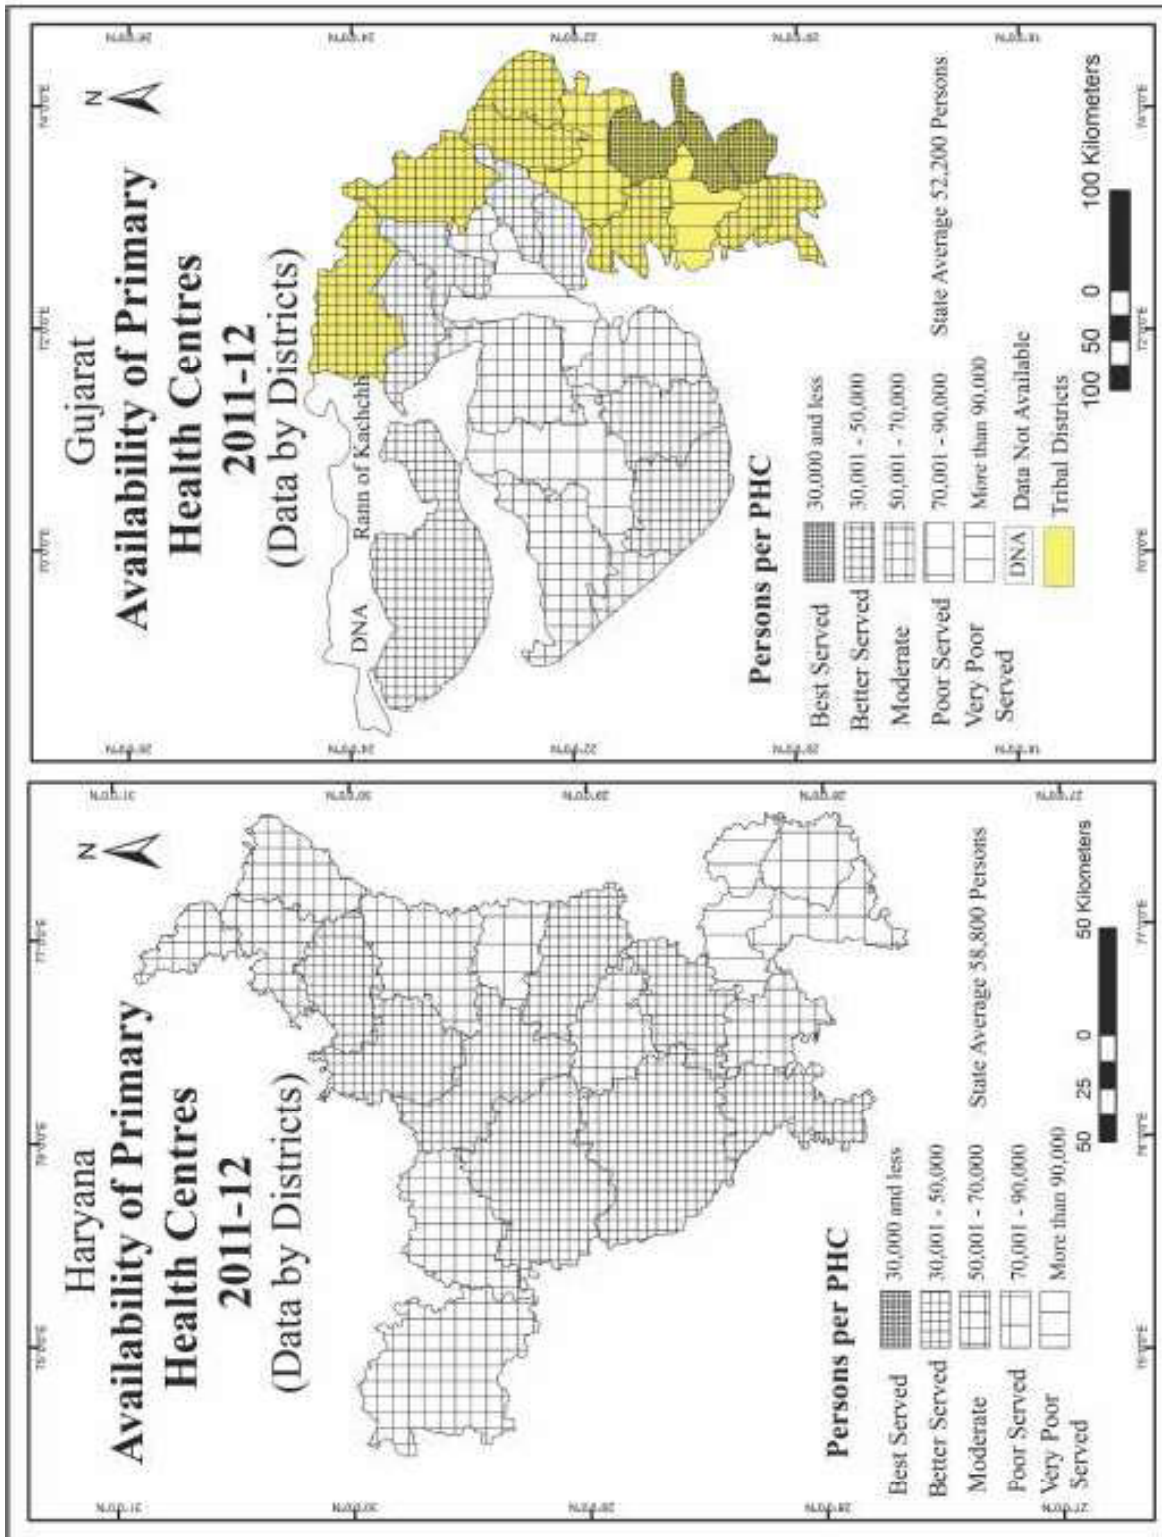 Haryana
Availability of Primary
Health Centres
2011-12
(Data by Districts)
N
Persons per PHC
Best Served 30,000 and less
Better Served 30,001 - 50,000
Moderate 50,001 - 70,000 State Average 58,800 Persons
Poor Served 70,001 - 90,000
Very Poor More than 90,000
Served
50 25 0 50 Kilometers
Gujarat
Availability of Primary
Health Centres
2011-12
(Data by Districts)
N
DNA Rann of Kachchh
Persons per PHC
Best Served 30,000 and less
Better Served 30,001 - 50,000
Moderate 50,001 - 70,000
Poor Served 70,001 - 90,000 State Average 52,200 Persons
Very Poor More than 90,000
Served DNA Data Not Available
Tribal Districts
100 50 0 100 Kilometers